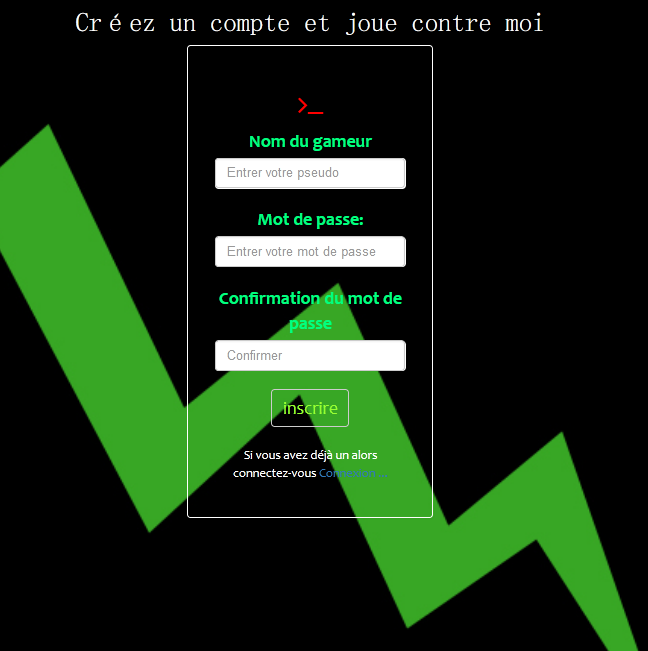 Créez un compte et joue contre moi
>_
Nom du gameur
Entrer votre pseudo
Mot de passe:
Entrer votre mot de passe
Confirmation du mot de
passe
Confirmer
inscrire
Si vous avez déjà un alors
connectez-vous Connexion ...